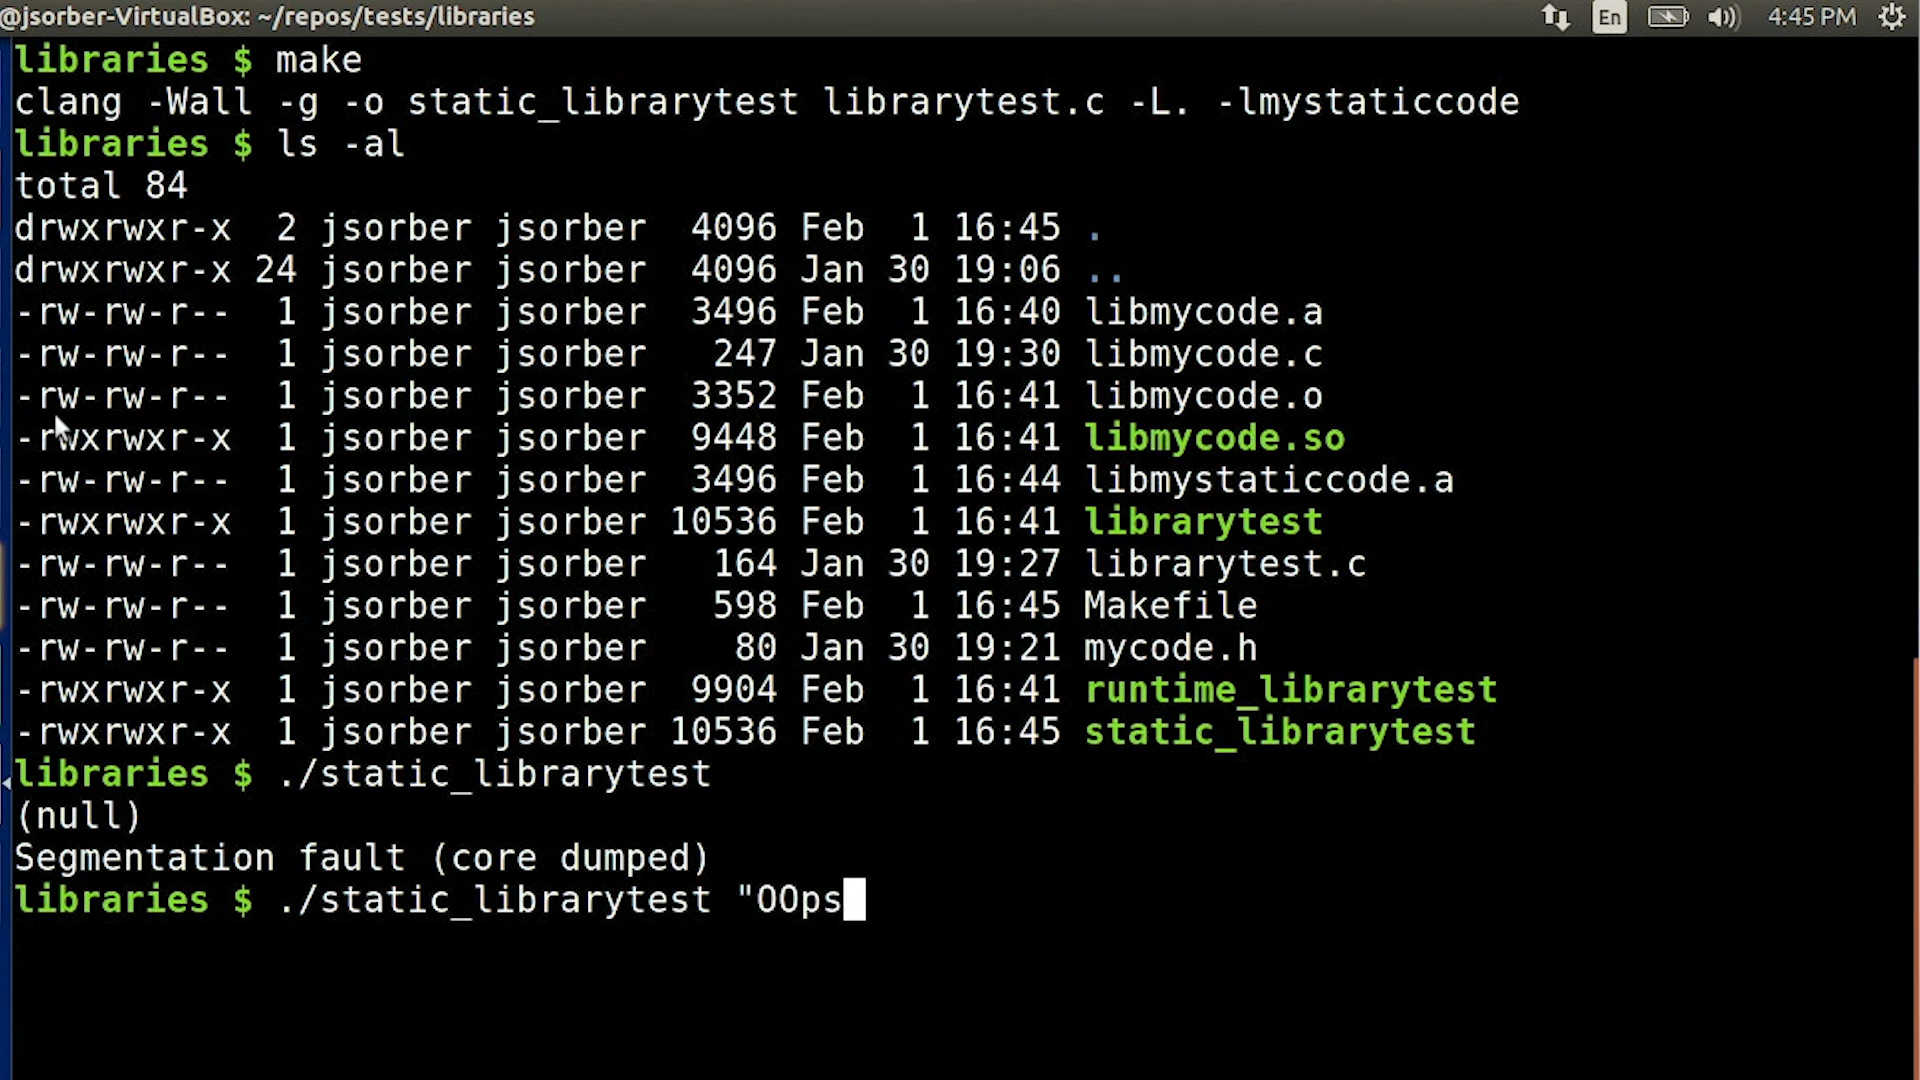 @jsorber-VirtualBox: ~/repos/tests/libraries En 4:45 PM
libraries $ make
clang -Wall -g -o static_librarytest librarytest.c -L. -lmystaticcode
libraries $ ls -al
total 84
drwxrwxr-x 2 jsorber jsorber 4096 Feb 1 16:45 .
drwxrwxr-x 24 jsorber jsorber 4096 Jan 30 19:06 ..
-rw-rw-r-- 1 jsorber jsorber 3496 Feb 1 16:40 libmycode.a
-rw-rw-r-- 1 jsorber jsorber 247 Jan 30 19:30 libmycode.c
-rw-rw-r-- 1 jsorber jsorber 3352 Feb 1 16:41 libmycode.o
-rwxrwxr-x 1 jsorber jsorber 9448 Feb 1 16:41 libmycode.so
-rw-rw-r-- 1 jsorber jsorber 3496 Feb 1 16:44 libmystaticcode.a
-rwxrwxr-x 1 jsorber jsorber 10536 Feb 1 16:41 librarytest
-rw-rw-r-- 1 jsorber jsorber 164 Jan 30 19:27 librarytest.c
-rw-rw-r-- 1 jsorber jsorber 598 Feb 1 16:45 Makefile
-rw-rw-r-- 1 jsorber jsorber 80 Jan 30 19:21 mycode.h
-rwxrwxr-x 1 jsorber jsorber 9904 Feb 1 16:41 runtime_librarytest
-rwxrwxr-x 1 jsorber jsorber 10536 Feb 1 16:45 static_librarytest
libraries $ ./static_librarytest
(null)
Segmentation fault (core dumped)
libraries $ ./static_librarytest "OOps